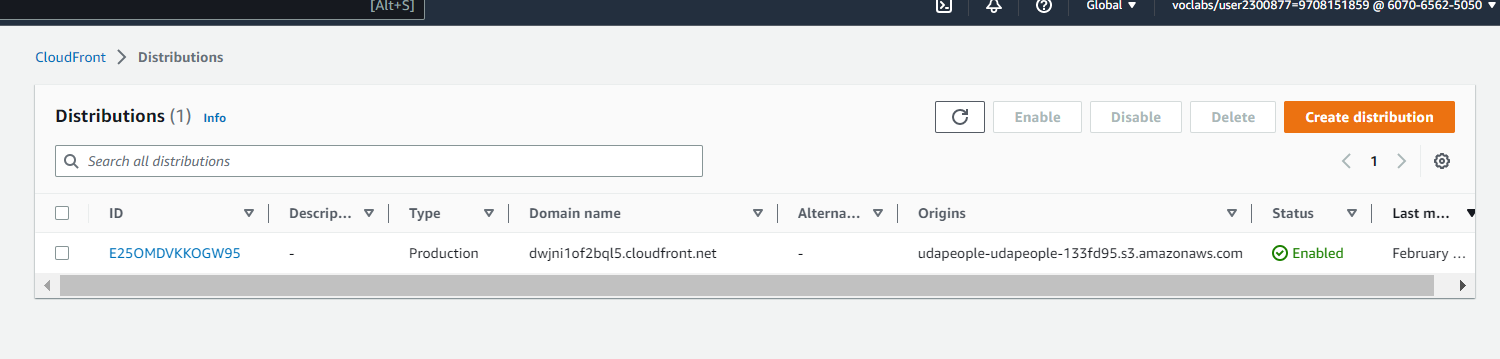 [Alt+S] Global voclabs/user2300877=9708151859 @ 6070-6562-5050
CloudFront Distributions
Distributions (1) Info Enable Disable Delete Create distribution
Search all distributions 1
ID Descrip... Type Domain name Alterna... Origins Status Last m...
E25OMDVKKOGW95 - Production dwjni1of2bql5.cloudfront.net - udapeople-udapeople-133fd95.s3.amazonaws.com Enabled February ...